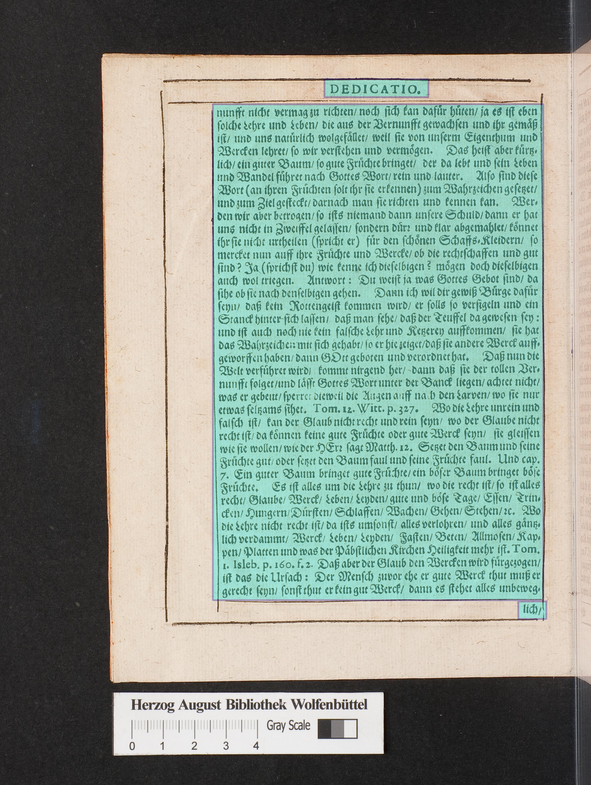 DEDICATIO.
nunfft nicht vermag zu richten/ noch sich kan dafür hüten/ ja es ist eben
solche Lehre und Leben/ die aus der Vernunfft gewachsen und ihr gemäß
ist/ und uns natürlich wolgefället/ weil sie von unserm Eigenthum und
Wercken lehret/ so wir verstehen und vermögen. Das heist aber kürtz-
lich/ ein guter Baum/ so gute Früchte bringet/ der da lebt und sein Leben
und Wandel führet nach Gottes Wort/ rein und lauter. Also sind diese
Wort (an ihren Früchten solt ihr sie erkennen) zum Wahrzeichen gesetzet/
und zum Ziel gesteckt/ darnach man sie richten und kennen kan. Wer-
den wir aber betrogen/ so ists niemand dann unsere Schuld/ dann er hat
uns nicht in Zweiffel gelassen/ sondern dürr und klar abgemahlet/ könnet
ihr sie nicht urtheilen (spricht er) für den schönen Schaffs-Kleidern/ so
mercket nun auff ihre Früchte und Wercke/ ob die rechtschaffen und gut
sind? Ja (sprichst du) wie kenne ich dieselbigen? mögen doch dieselbigen
auch wol triegen. Antwort: Du weist ja was Gottes Gebot sind/ da
sihe ob sie nach denselbigen gehen. Dann ich wil dir gewiß Bürge dafür
seyn/ daß kein Rottengeist kommen wird/ er solls so versigeln und ein
Stanck hinter sich lassen/ daß man sehe/ daß der Teuffel da gewesen sey:
und ist auch noch nie kein falsche Lehr und Ketzerey auffkommen/ sie hat
das Wahrzeichen mit sich gehabt/ so er hie zeiget/ daß sie andere Werck auff-
geworffen haben/ dann GOtt geboten und verordnet hat. Daß nun die
Welt verführet wird/ kommt nirgend her/ dann daß sie der tollen Ver-
nunfft folget/ und läßt Gottes Wort unter der Banck liegen/ achtet nicht/
was er gebeut/ sperret dieweil die Augen auff nach den Larven/ wo sie nur
etwas seltzams sihet. Tom. 12. Witt. p. 327. Wo die Lehre unrein und
falsch ist/ kan der Glaub nicht recht und rein seyn/ wo der Glaube nicht
recht ist/ da können keine gute Früchte oder gute Werck seyn/ sie gleissen
wie sie wollen/ wie der HErr sagt Matth. 12. Setzet den Baum und seine
Früchte gut/ oder setzet den Baum faul und seine Früchte faul. Und cap.
7. Ein guter Baum bringet gute Früchte/ ein böser Baum bringet böse
Früchte. Es ist alles um die Lehre zu thun/ wo die recht ist/ so ist alles
recht/ Glaube/ Werck/ Leben/ Leyden/ gute und böse Tage/ Essen/ Trin-
cken/ Hungern/ Dürsten/ Schlaffen/ Wachen/ Gehen/ Stehen/ ꝛc. Wo
die Lehre nicht recht ist/ da ists umsonst/ alles verlohren/ und alles gäntz-
lich verdammt/ Werck/ Leben/ Leyden/ Fasten/ Beten/ Allmosen/ Kap-
pen/ Platten und was der Päbstlichen Kirchen Heiligkeit mehr ist. Tom.
1. Isleb. p. 160. f. 2. Daß aber der Glaub den Wercken wird fürgezogen/
ist das die Ursach: Der Mensch zuvor ehe er gute Werck thut muß er
gerecht seyn/ sonst thut er kein gut Werck/ dann es stehet alles unbeweg-
lich/
Herzog August Bibliothek Wolfenbüttel
Gray Scale
0 1 2 3 4